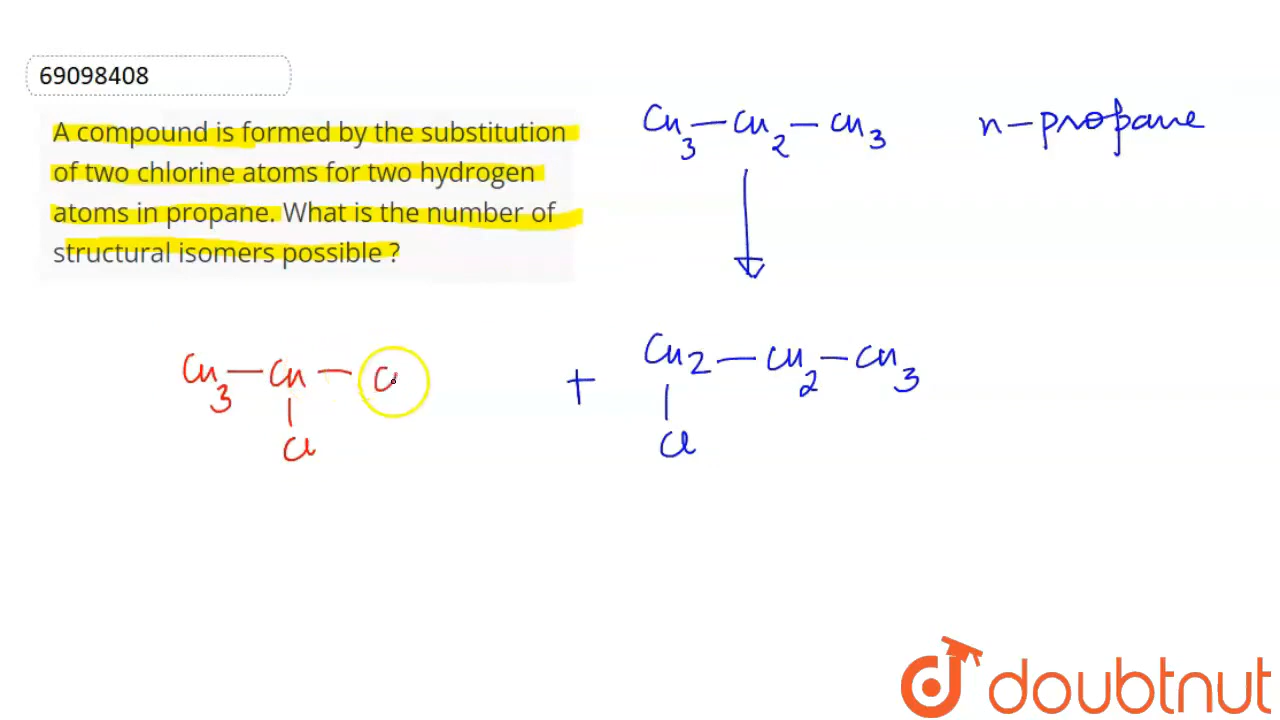 69098408
A compound is formed by the substitution
of two chlorine atoms for two hydrogen
atoms in propane. What is the number of
structural isomers possible ?
CH3—CH2—CH3 n-propane
CH3—CH—C + CH2—CH2—CH3
Cl Cl
doubtnut